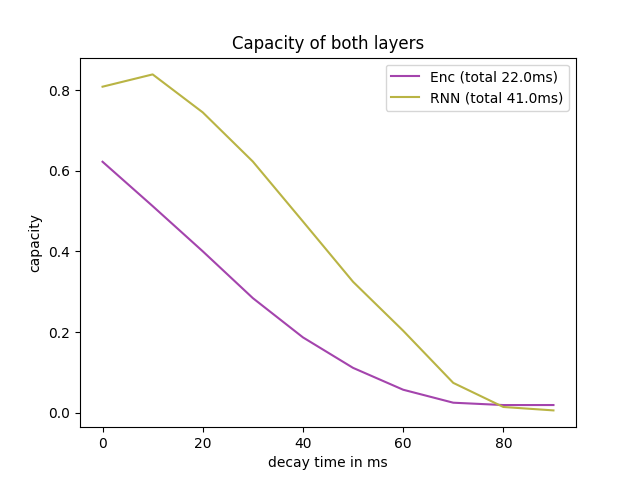 Capacity of both layers
Enc (total 22.0ms)
RNN (total 41.0ms)
capacity
0.8
0.6
0.4
0.2
0.0
0 20 40 60 80
decay time in ms